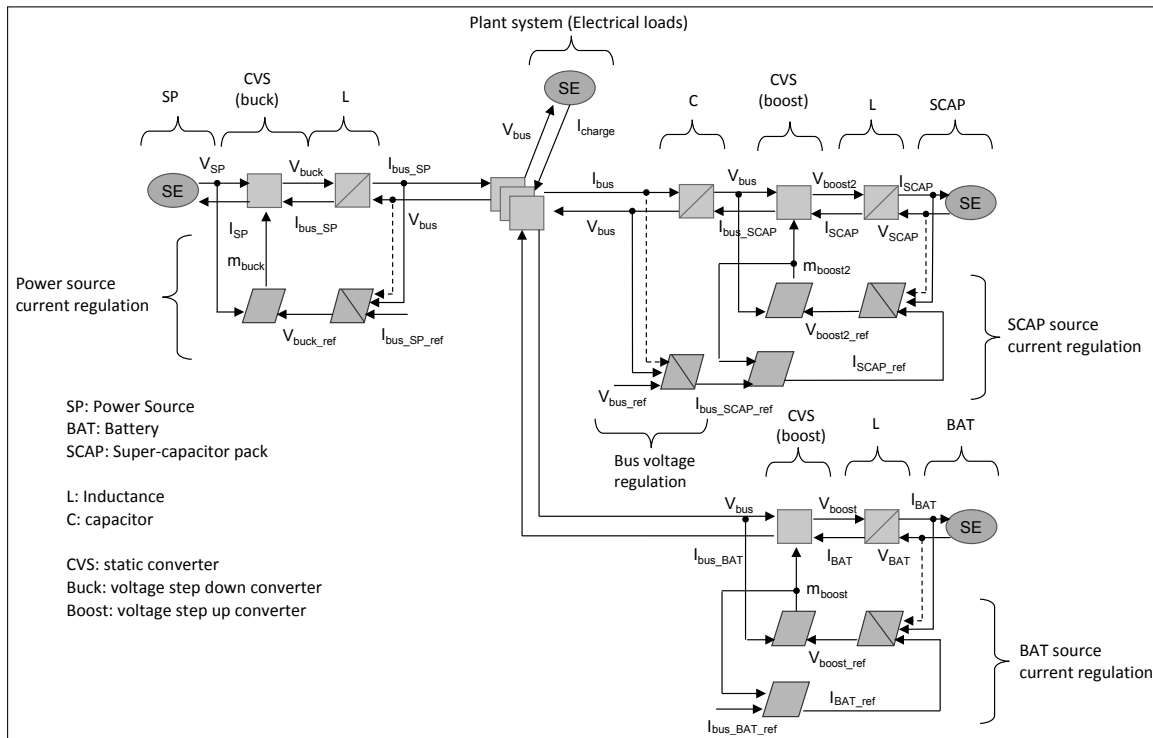 Plant system (Electrical loads)
SE
V_bus
I_charge
SP
CVS
(buck)
L
V_SP
V_buck
I_bus_SP
SE
I_SP
I_bus_SP
V_bus
m_buck
Power source
current regulation
V_buck_ref
I_bus_SP_ref
C
CVS
(boost)
L
SCAP
I_bus
V_bus
V_boost2
I_SCAP
SE
V_bus
I_bus_SCAP
I_SCAP
V_SCAP
m_boost2
V_boost2_ref
SCAP source
current regulation
I_SCAP_ref
V_bus_ref
I_bus_SCAP_ref
Bus voltage
regulation
SP: Power Source
BAT: Battery
SCAP: Super-capacitor pack
L: Inductance
C: capacitor
CVS: static converter
Buck: voltage step down converter
Boost: voltage step up converter
CVS
(boost)
L
BAT
V_bus
V_boost
I_BAT
SE
I_bus_BAT
I_BAT
V_BAT
m_boost
V_boost_ref
BAT source
current regulation
I_BAT_ref
I_bus_BAT_ref